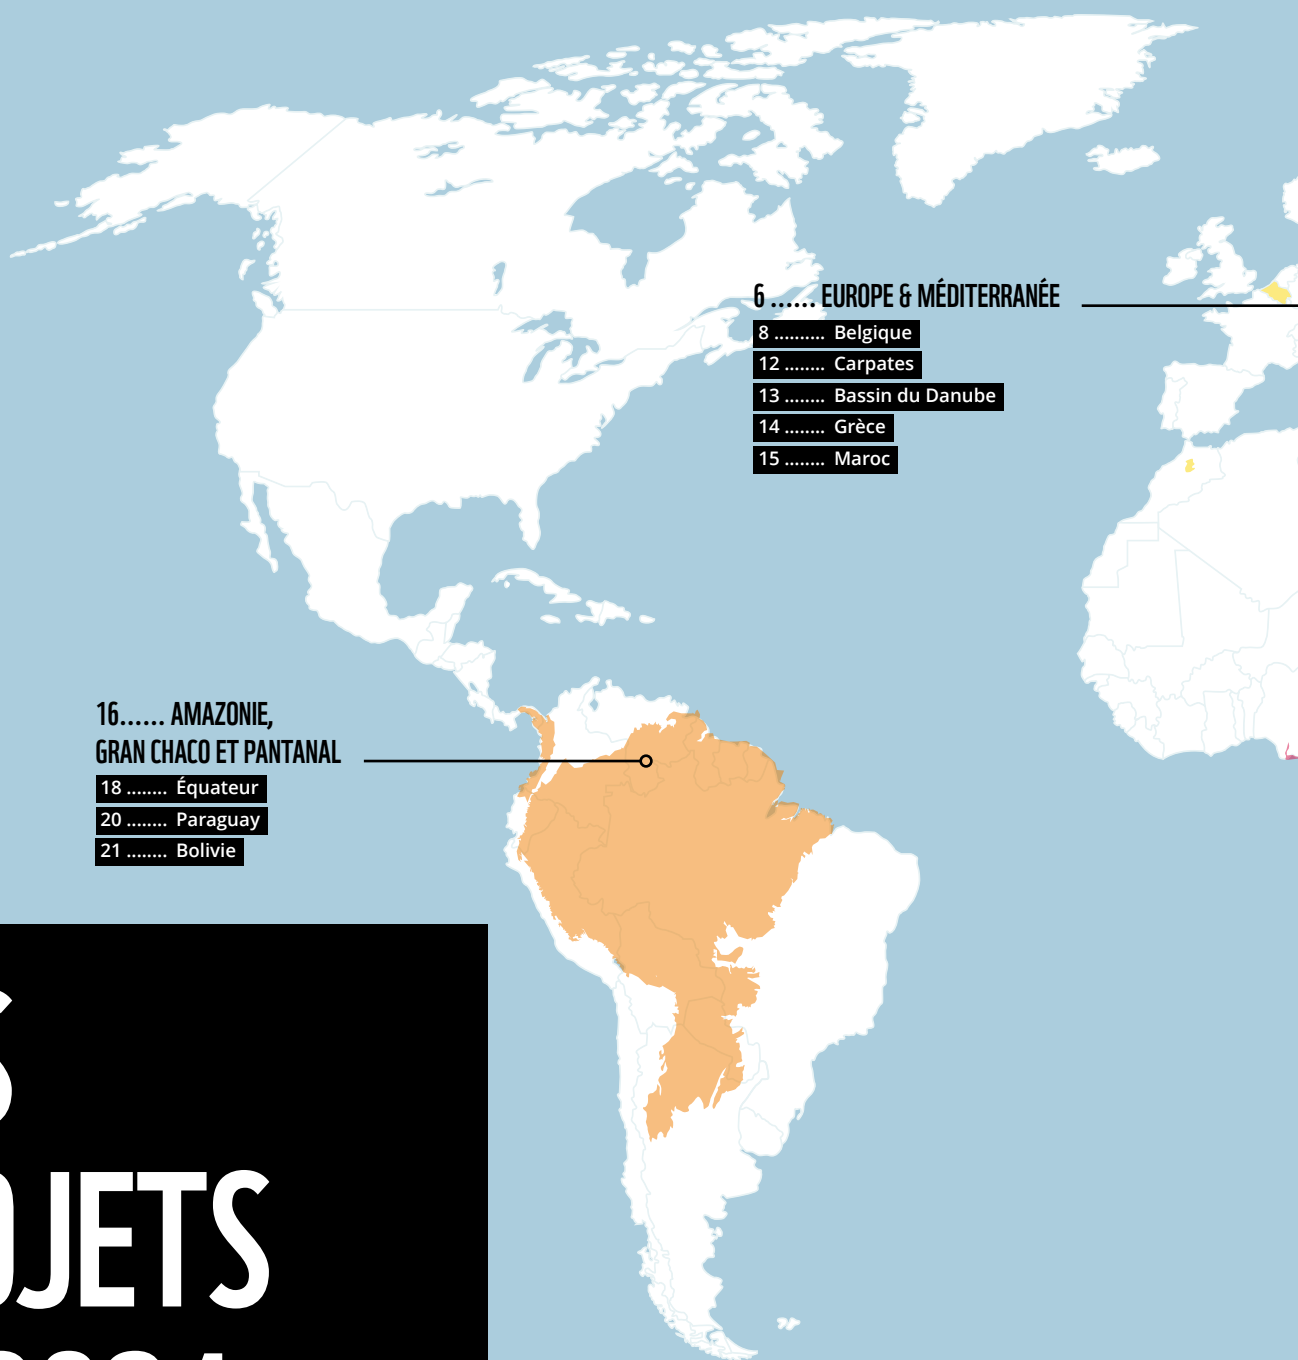 6 ...... EUROPE & MÉDITERRANÉE
8 .......... Belgique
12 ........ Carpates
13 ........ Bassin du Danube
14 ........ Grèce
15 ........ Maroc
16...... AMAZONIE,
GRAN CHACO ET PANTANAL
18 ........ Équateur
20 ........ Paraguay
21 ........ Bolivie
S
JETS